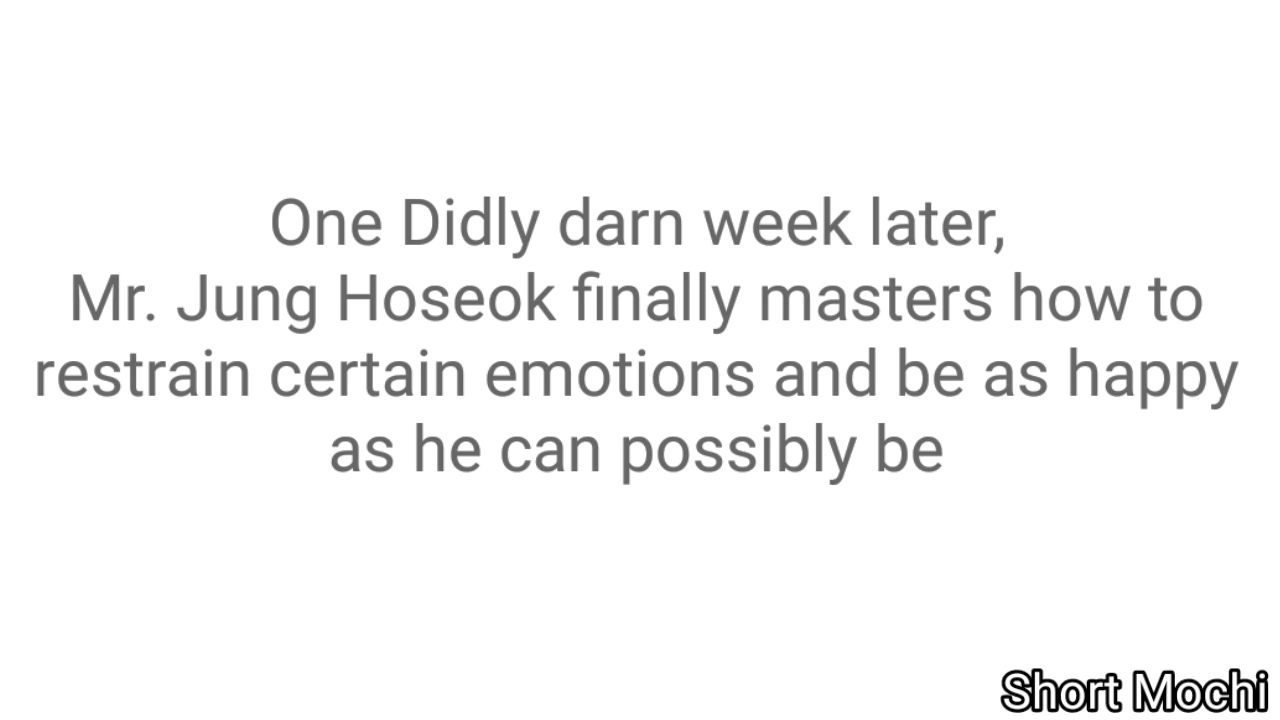 One Didly darn week later,
Mr. Jung Hoseok finally masters how to
restrain certain emotions and be as happy
as he can possibly be
Short Mochi